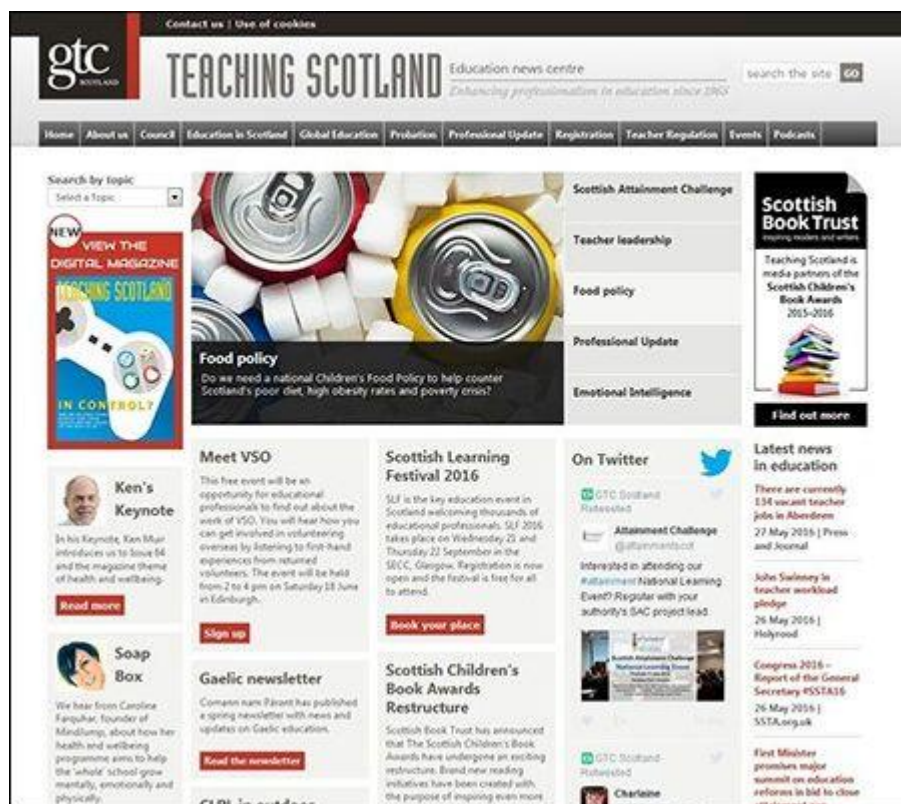 Contact us | Use of cookies
gtc
SCOTLAND
TEACHING SCOTLAND
Education news centre
Enhancing professionalism in education since 1965
search the site GO
Home About us Council Education in Scotland Global Education Probation Professional Update Registration Teacher Regulation Events Podcasts
Search by topic
Select a Topic
NEW
VIEW THE
DIGITAL MAGAZINE
TEACHING SCOTLAND
IN CONTROL?
Ken's
Keynote
In his Keynote, Ken Muir
introduces us to Issue 64
and the magazine theme
of health and wellbeing.
Read more
Soap
Box
We hear from Caroline
Farquhar, founder of
Mindlump, about how her
health and wellbeing
programme aims to help
the 'whole' school grow
mentally, emotionally and
physically.
Food policy
Do we need a national Children's Food Policy to help counter
Scotland's poor diet, high obesity rates and poverty crisis?
Scottish Attainment Challenge
Teacher leadership
Food policy
Professional Update
Emotional Intelligence
Meet VSO
This free event will be an
opportunity for educational
professionals to find out about the
work of VSO. You will hear how you
can get involved in volunteering
overseas by listening to first-hand
experiences from returned
volunteers. The event will be held
from 2 to 4 pm on Saturday 18 June
in Edinburgh.
Sign up
Gaelic newsletter
Comann nam Pàrant has published
a spring newsletter with news and
updates on Gaelic education.
Read the newsletter
CLPL in outdoor
Scottish Learning
Festival 2016
SLF is the key education event in
Scotland welcoming thousands of
educational professionals. SLF 2016
takes place on Wednesday 21 and
Thursday 22 September in the
SECC, Glasgow. Registration is now
open and the festival is free for all
to attend.
Book your place
Scottish Children's
Book Awards
Restructure
Scottish Book Trust has announced
that The Scottish Children's Book
Awards have undergone an exciting
restructure. Brand new reading
initiatives have been created with
the purpose of inspiring even more
On Twitter
GTC Scotland
Retweeted
Attainment Challenge
@attainmentscot
Interested in attending our
#attainment National Learning
Event? Register with your
authority's SAC project lead
Scottish Attainment Challenge
National Learning Event
GTC Scotland
Retweeted
Charlaine
Scottish
Book Trust
inspiring readers and writers
Teaching Scotland is
media partners of the
Scottish Children's
Book Awards
2015–2016
Find out more
Latest news
in education
There are currently
134 vacant teacher
jobs in Aberdeen
27 May 2016 | Press
and Journal
John Swinney in
teacher workload
pledge
26 May 2016 |
Holyrood
Congress 2016 –
Report of the General
Secretary #SSTA16
26 May 2016 |
SSTA.org.uk
First Minister
promises major
summit on education
reforms in bid to close